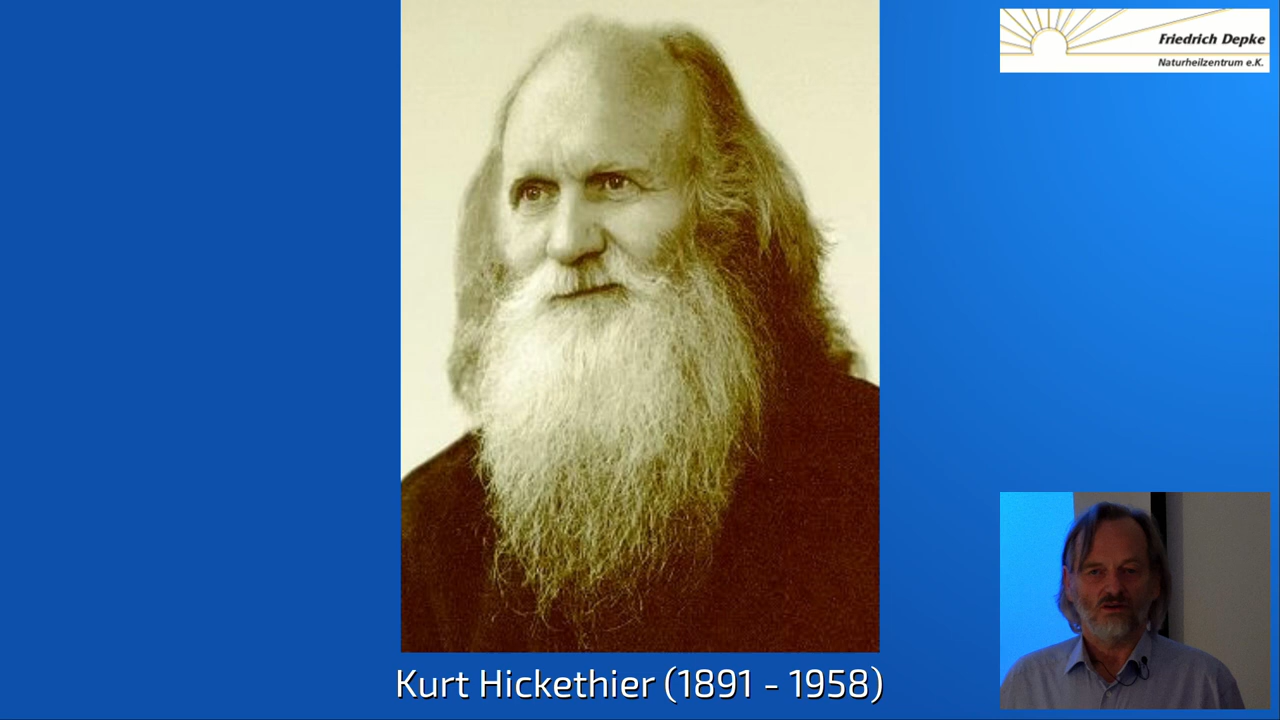 Friedrich Depke
Naturheilzentrum e.K.
Kurt Hickethier (1891 - 1958)